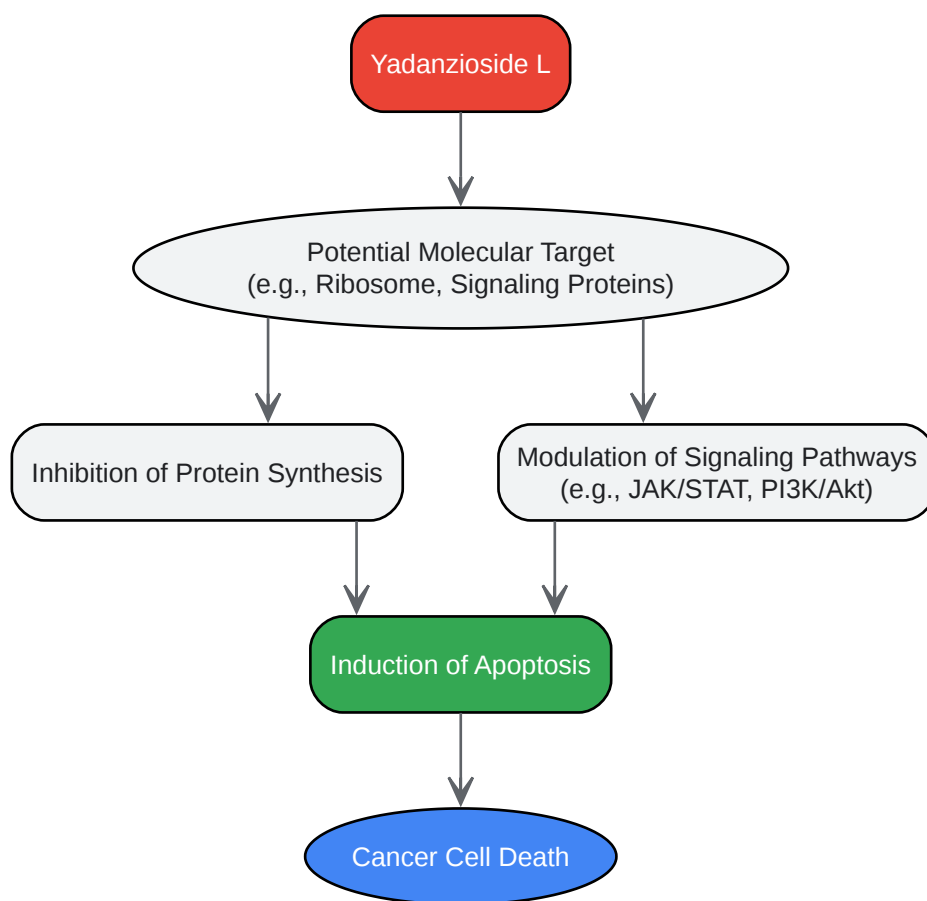 Yadanzioside L
Potential Molecular Target
(e.g., Ribosome, Signaling Proteins)
Inhibition of Protein Synthesis
Modulation of Signaling Pathways
(e.g., JAK/STAT, PI3K/Akt)
Induction of Apoptosis
Cancer Cell Death